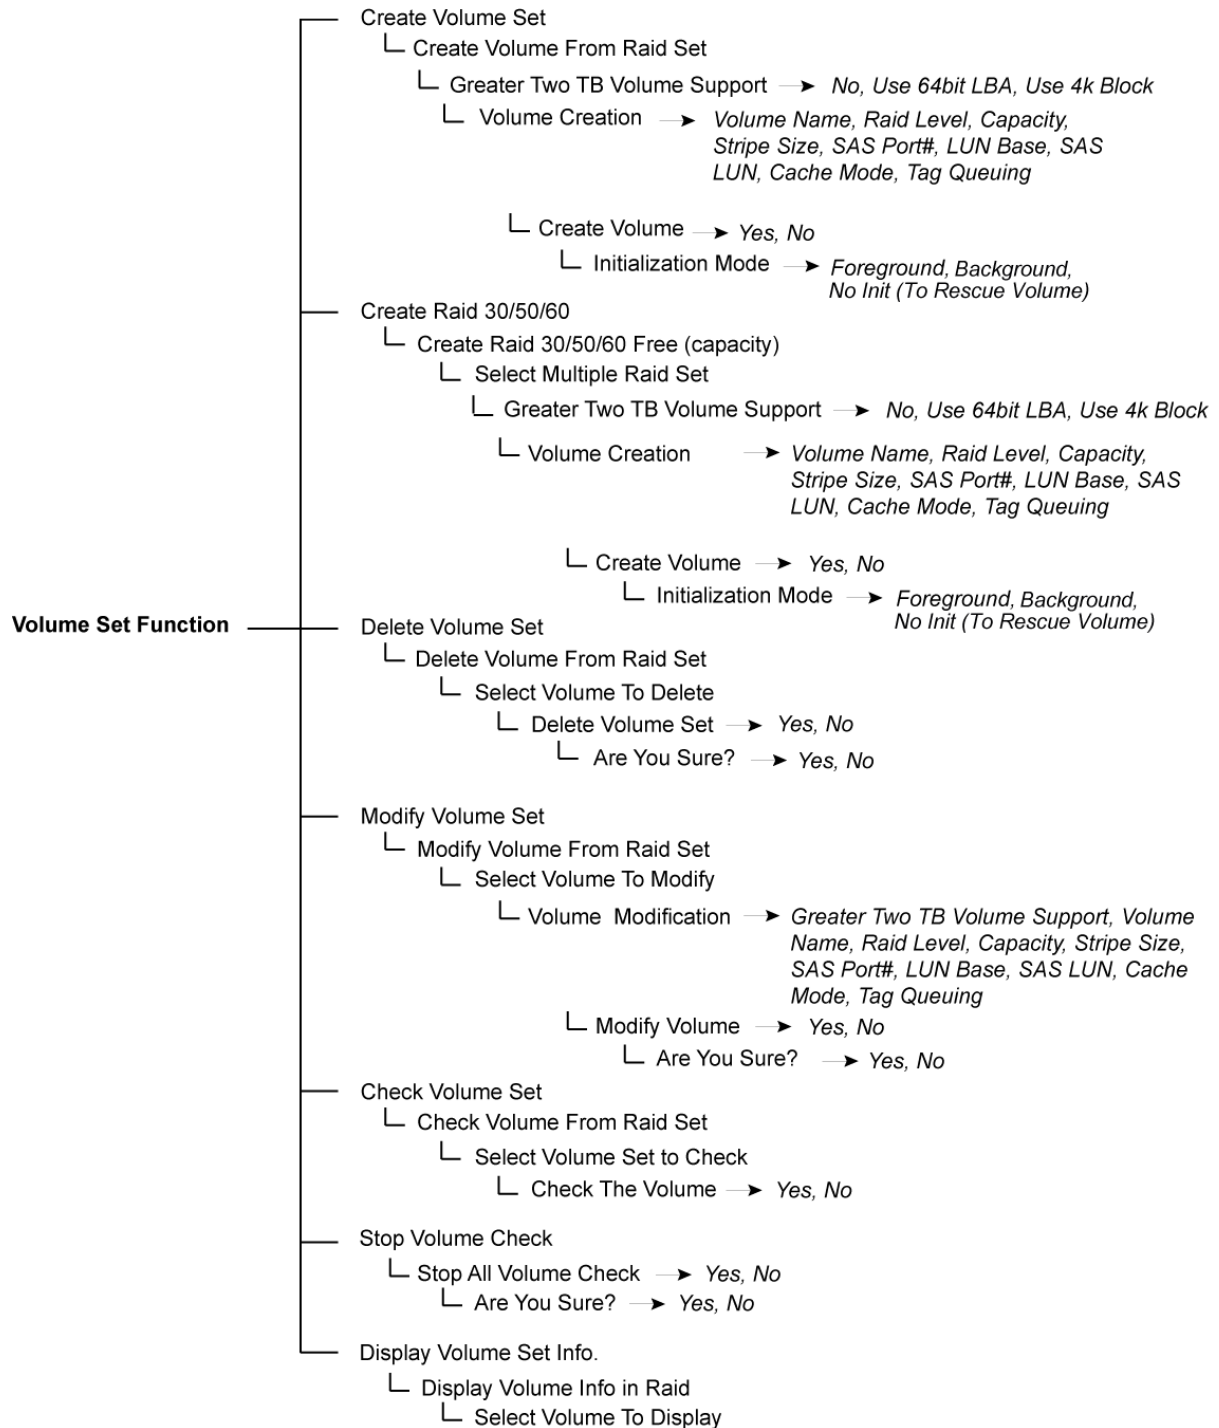 Create Volume Set
Create Volume From Raid Set
Greater Two TB Volume Support
No, Use 64bit LBA, Use 4k Block
Volume Creation
Volume Name, Raid Level, Capacity,
Stripe Size, SAS Port#, LUN Base, SAS
LUN, Cache Mode, Tag Queuing
Create Volume
Yes, No
Initialization Mode
Foreground, Background,
No Init (To Rescue Volume)
Create Raid 30/50/60
Create Raid 30/50/60 Free (capacity)
Select Multiple Raid Set
Greater Two TB Volume Support
No, Use 64bit LBA, Use 4k Block
Volume Creation
Volume Name, Raid Level, Capacity,
Stripe Size, SAS Port#, LUN Base, SAS
LUN, Cache Mode, Tag Queuing
Create Volume
Yes, No
Initialization Mode
Foreground, Background,
No Init (To Rescue Volume)
Volume Set Function
Delete Volume Set
Delete Volume From Raid Set
Select Volume To Delete
Delete Volume Set
Yes, No
Are You Sure?
Yes, No
Modify Volume Set
Modify Volume From Raid Set
Select Volume To Modify
Volume Modification
Greater Two TB Volume Support, Volume
Name, Raid Level, Capacity, Stripe Size,
SAS Port#, LUN Base, SAS LUN, Cache
Mode, Tag Queuing
Modify Volume
Yes, No
Are You Sure?
Yes, No
Check Volume Set
Check Volume From Raid Set
Select Volume Set to Check
Check The Volume
Yes, No
Stop Volume Check
Stop All Volume Check
Yes, No
Are You Sure?
Yes, No
Display Volume Set Info.
Display Volume Info in Raid
Select Volume To Display